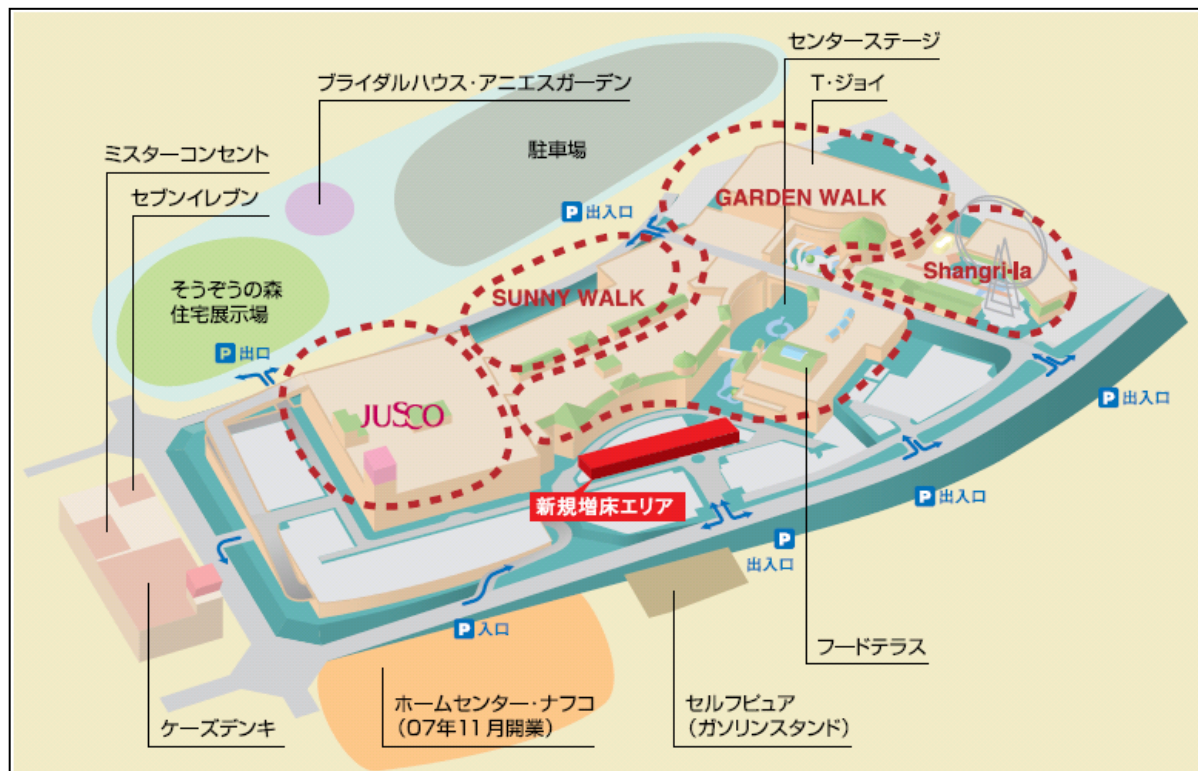 センターステージ
ブライダルハウス・アニエスガーデン
T・ジョイ
ミスターコンセント
駐車場
セブンイレブン
GARDEN WALK
P 出入口
Shangri-la
そうぞうの森
住宅展示場
SUNNY WALK
P 出口
JUSCO
P 出入口
新規増床エリア
P 出入口
P
出入口
P 入口
フードテラス
ホームセンター・ナフコ
(07年11月開業)
セルフピュア
(ガソリンスタンド)
ケーズデンキ